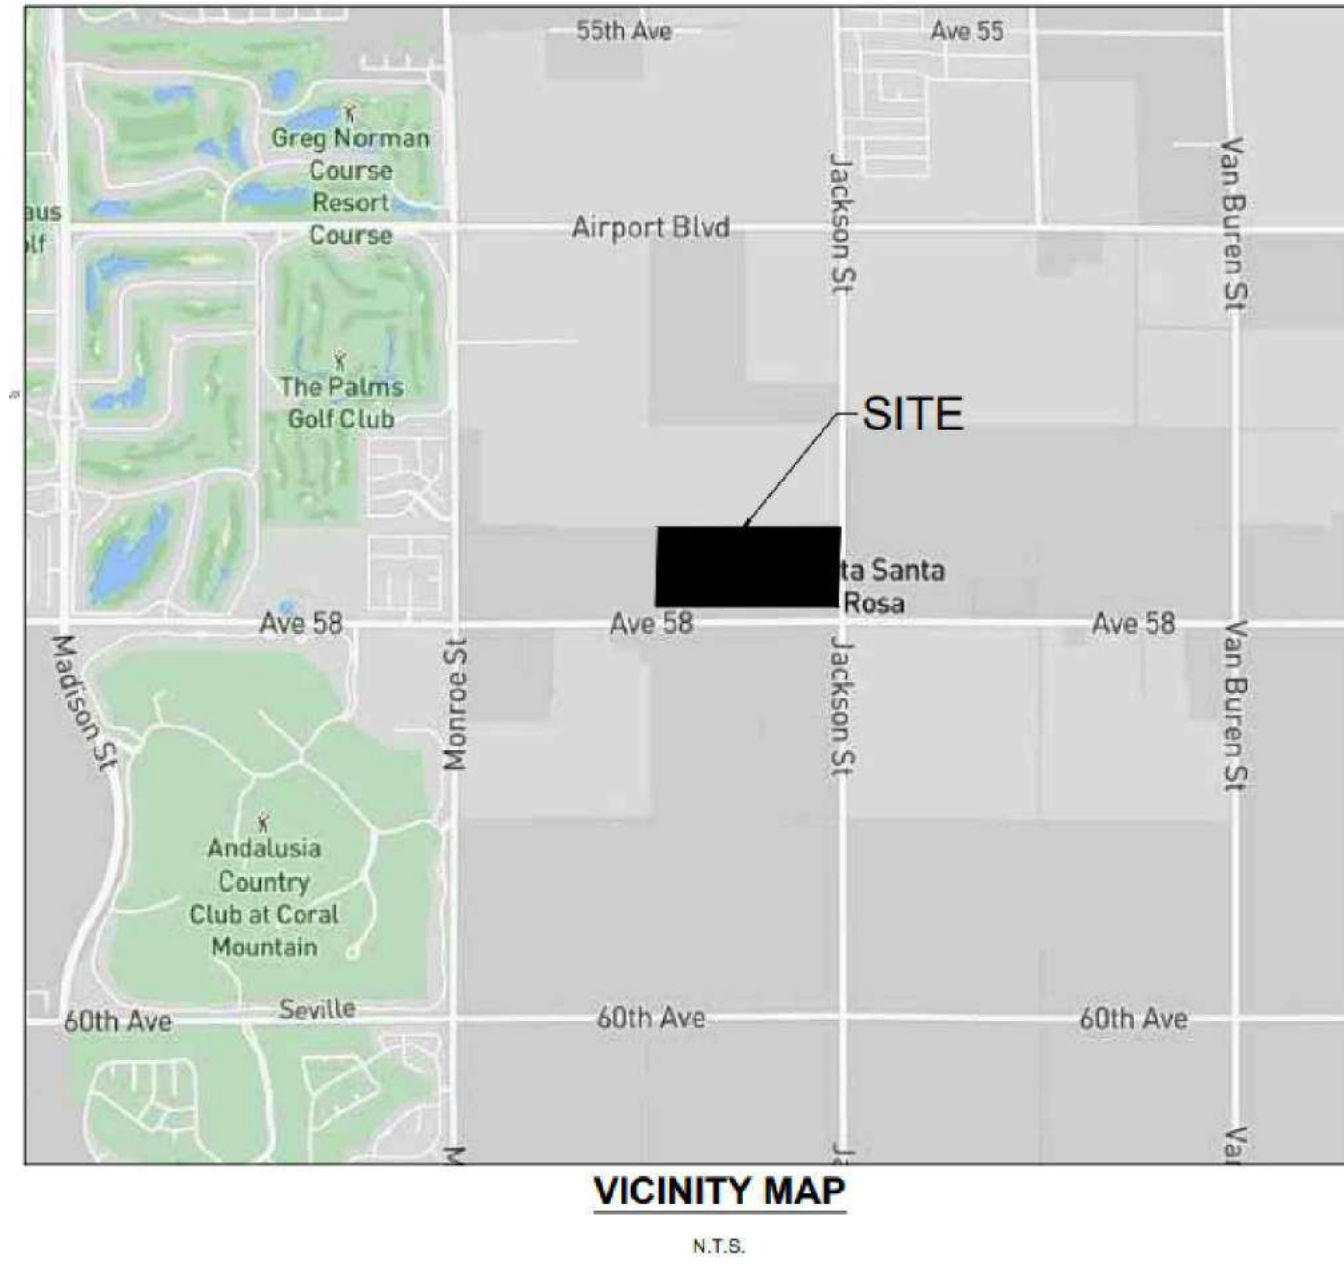 55th Ave
Ave 55
Greg Norman
Course
Resort
Course
Airport Blvd
Jackson St
Van Buren St
The Palms
Golf Club
SITE
ta Santa
Rosa
Ave 58
Ave 58
Ave 58
Madison St
Monroe St
Jackson St
Van Buren St
Andalusia
Country
Club at Coral
Mountain
Seville
60th Ave
60th Ave
60th Ave
M
Ja
Va
VICINITY MAP
N.T.S.